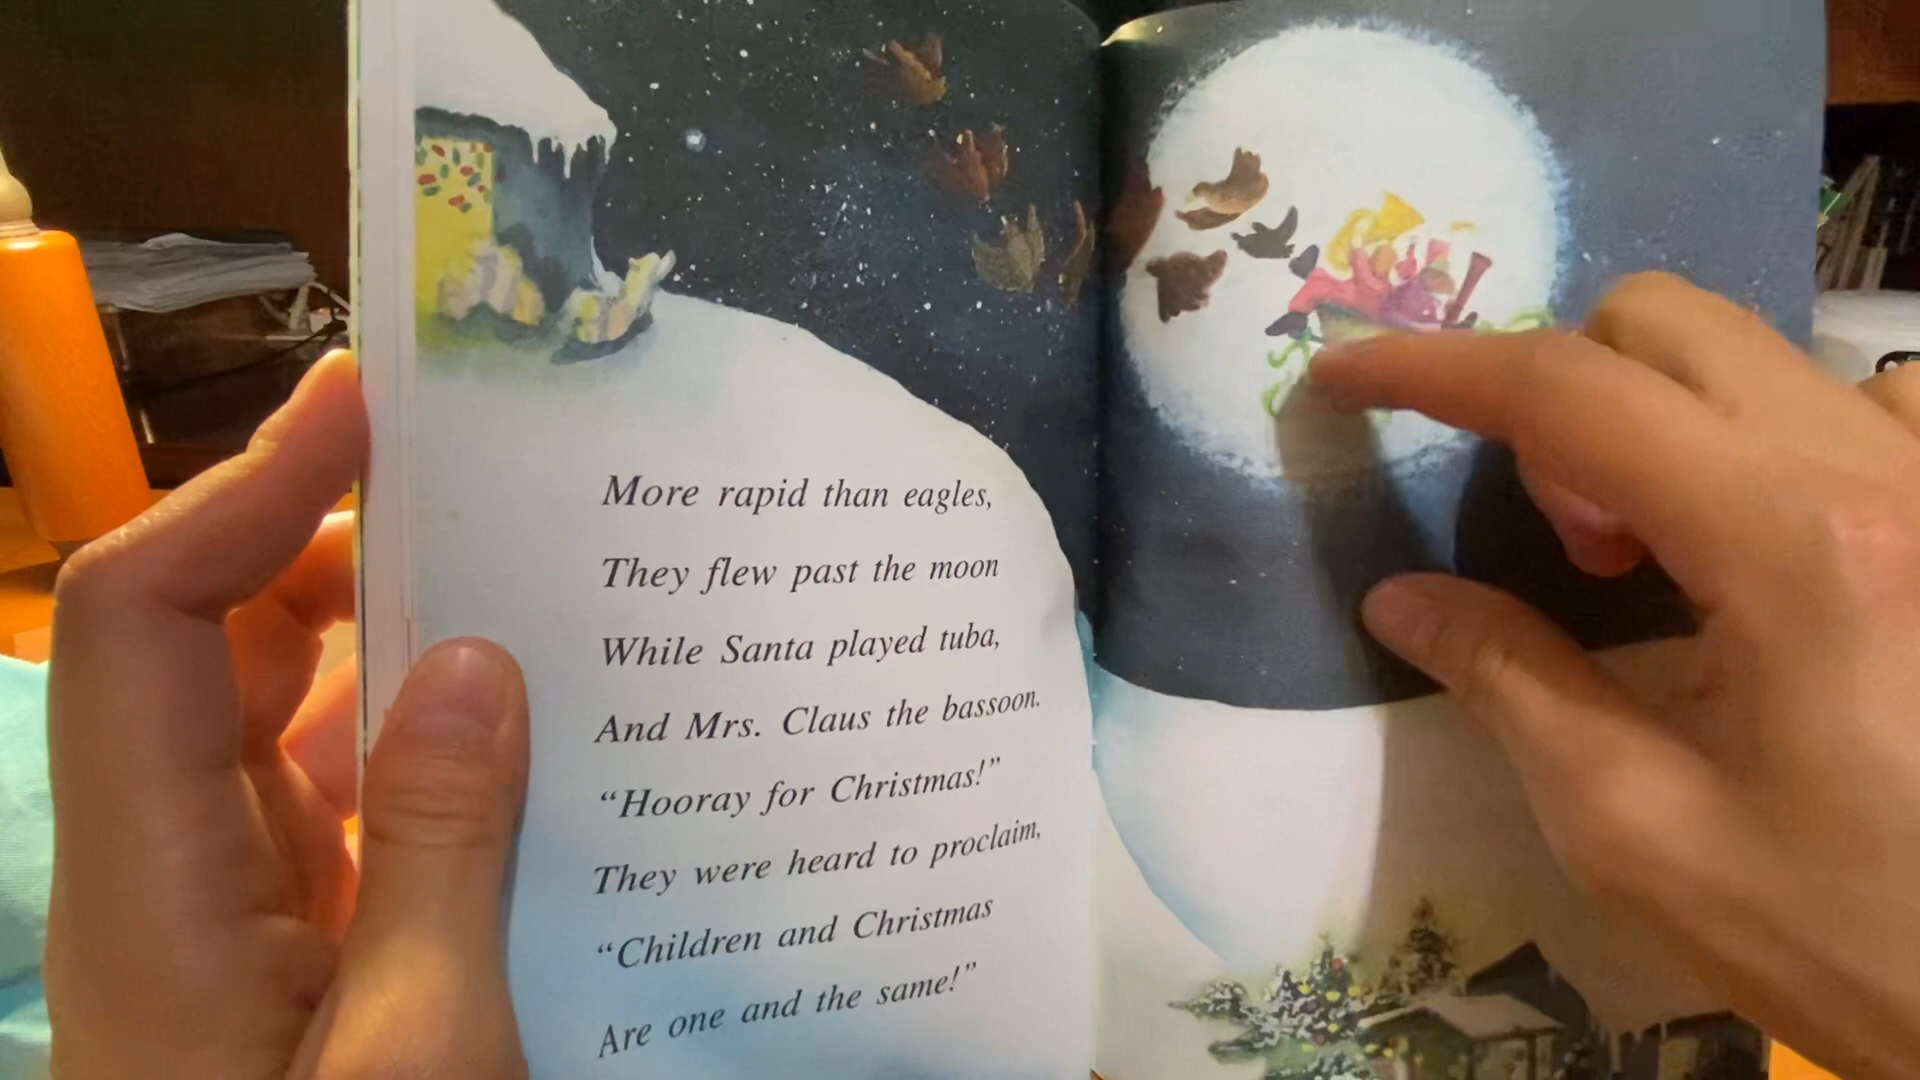 More rapid than eagles,
They flew past the moon
While Santa played tuba,
And Mrs. Claus the bassoon.
“Hooray for Christmas!”
They were heard to proclaim,
“Children and Christmas
Are one and the same!”